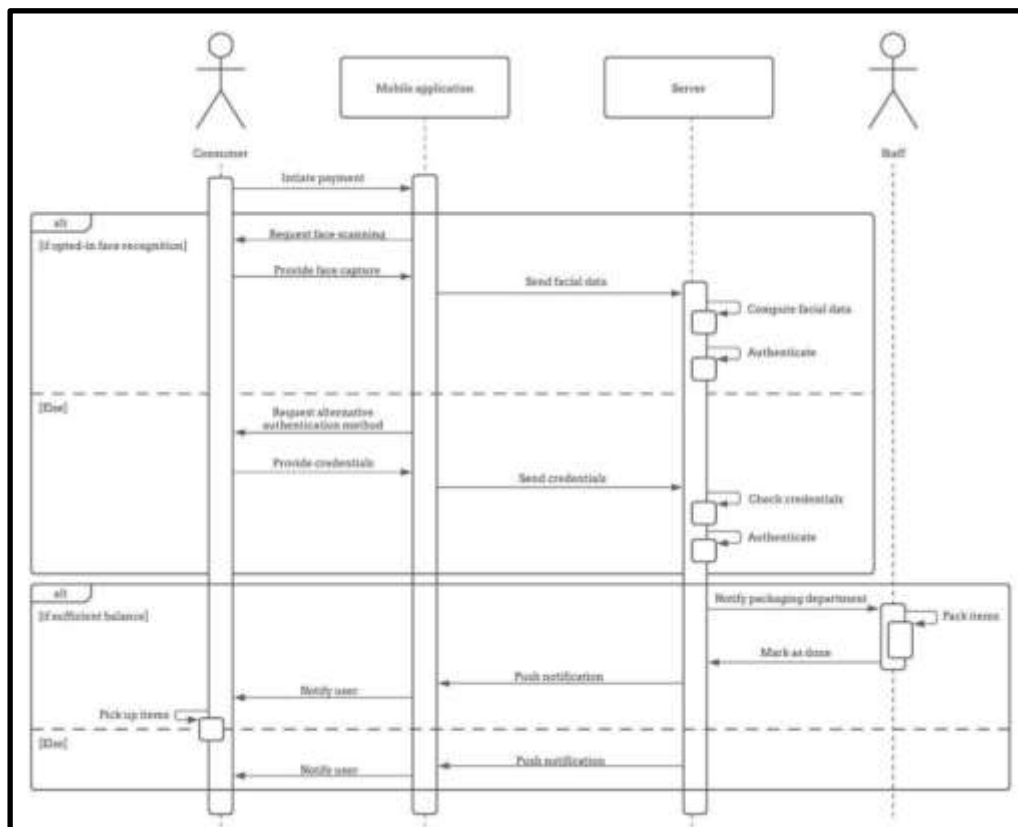 Consumer
Mobile application
Server
Staff
Intiate payment
alt
[if opted-in face recognition]
Request face scanning
Provide face capture
Send facial data
Compute facial data
Authenticate
[Else]
Request alternative
authentication method
Provide credentials
Send credentials
Check credentials
Authenticate
alt
[if sufficient balance]
Notify packaging department
Pack items
Mark as done
Push notification
Notify user
Pick up items
[Else]
Push notification
Notify user